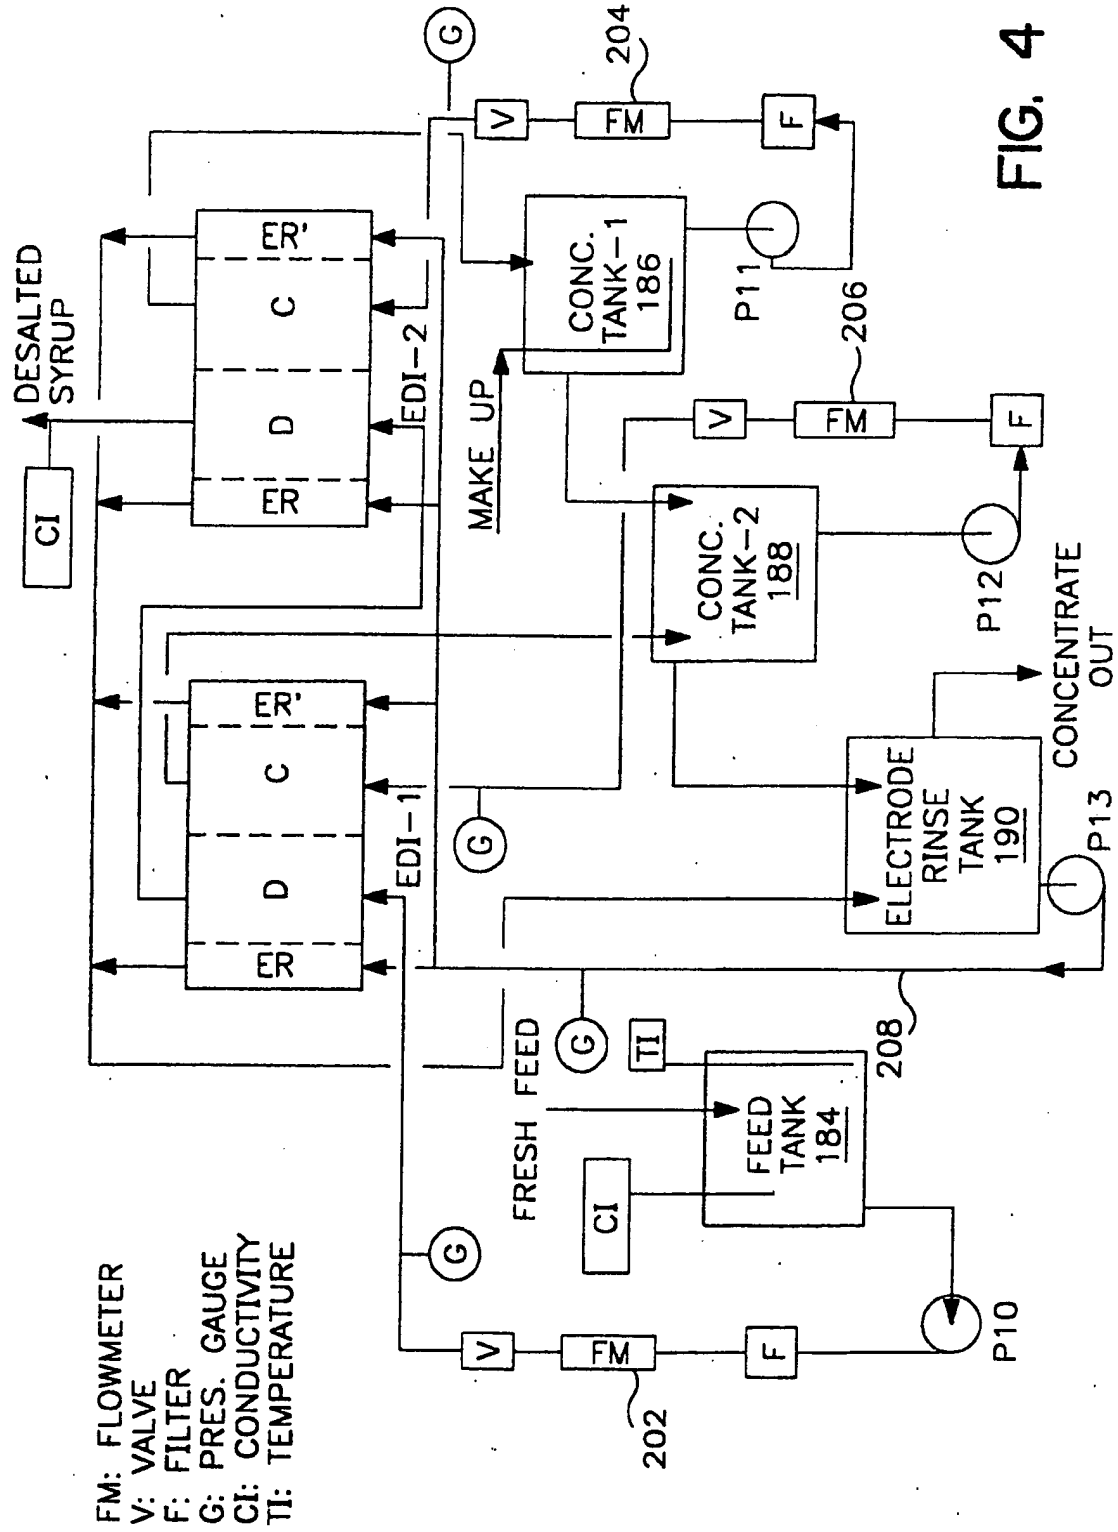 FM: FLOWMETER
V: VALVE
F: FILTER
G: PRES. GAUGE
CI: CONDUCTIVITY
TI: TEMPERATURE
CI
DESALTED
SYRUP
ER
D
C
ER'
EDI-1
ER
D
C
ER'
EDI-2
G
G
G
G
V
FM
202
F
P10
FRESH FEED
CI
TI
FEED
TANK
184
208
ELECTRODE
RINSE
TANK
190
P13
CONCENTRATE
OUT
CONC.
TANK-2
188
P12
F
FM
206
V
MAKE UP
CONC.
TANK-1
186
P11
F
FM
204
V
FIG. 4